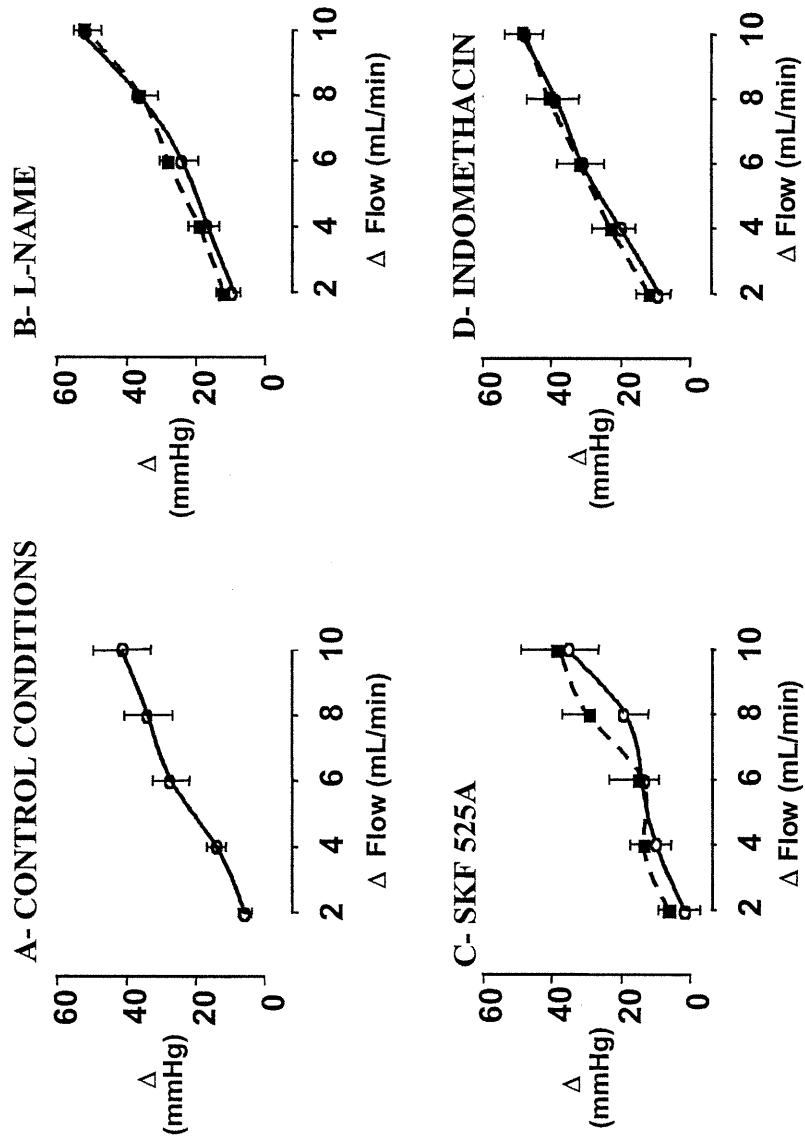 A- CONTROL CONDITIONS
60
40
20
0
Δ
(mmHg)
2 4 6 8 10
Δ Flow (mL/min)
B- L-NAME
60
40
20
0
Δ
(mmHg)
2 4 6 8 10
Δ Flow (mL/min)
C- SKF 525A
60
40
20
0
Δ
(mmHg)
2 4 6 8 10
Δ Flow (mL/min)
D- INDOMETHACIN
60
40
20
0
Δ
(mmHg)
2 4 6 8 10
Δ Flow (mL/min)